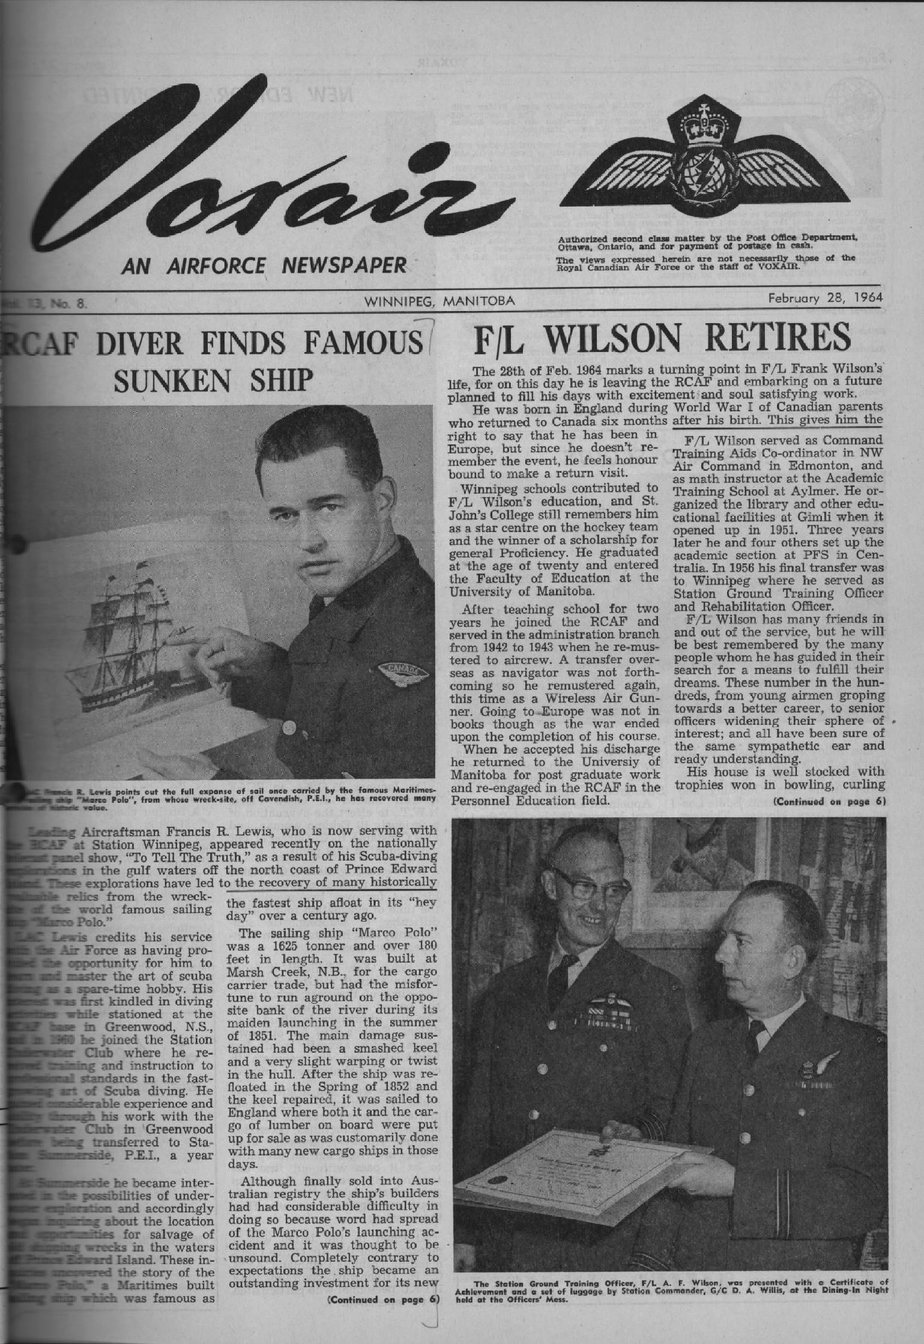 Voxair
AN AIRFORCE NEWSPAPER
Authorized second class matter by the Post Office Department,
Ottawa, Ontario, and for payment of postage in cash.
The views expressed herein are not necessarily those of the
Royal Canadian Air Force or the staff of VOXAIR.
13, No. 8.
WINNIPEG, MANITOBA
February 28, 1964
RCAF DIVER FINDS FAMOUS
SUNKEN SHIP
CANADA
R. Lewis points out the full expanse of sail once carried by the famous Maritimes-
ship "Marco Polo", from whose wreck-site, off Cavendish, P.E.I., he has recovered many
historic value.
Leading Aircraftsman Francis R. Lewis, who is now serving with
RCAF at Station Winnipeg, appeared recently on the nationally
panel show, "To Tell The Truth," as a result of his Scuba-diving
in the gulf waters off the north coast of Prince Edward
These explorations have led to the recovery of many historically
relics from the wreck-
of the world famous sailing
"Marco Polo."
LAC Lewis credits his service
the Air Force as having pro-
the opportunity for him to
and master the art of scuba
as a spare-time hobby. His
was first kindled in diving
while stationed at the
base in Greenwood, N.S.,
in 1960 he joined the Station
Club where he re-
training and instruction to
standards in the fast-
art of Scuba diving. He
considerable experience and
through his work with the
Club in Greenwood
being transferred to Sta-
Summerside, P.E.I., a year
Summerside he became inter-
in the possibilities of under-
exploration and accordingly
inquiring about the location
for salvage of
wrecks in the waters
Edward Island. These in-
uncovered the story of the
Polo," a Maritimes built
ship which was famous as
the fastest ship afloat in its "hey
day" over a century ago.
The sailing ship "Marco Polo"
was a 1625 tonner and over 180
feet in length. It was built at
Marsh Creek, N.B., for the cargo
carrier trade, but had the misfor-
tune to run aground on the oppo-
site bank of the river during its
maiden launching in the summer
of 1851. The main damage sus-
tained had been a smashed keel
and a very slight warping or twist
in the hull. After the ship was re-
floated in the Spring of 1852 and
the keel repaired, it was sailed to
England where both it and the car-
go of lumber on board were put
up for sale as was customarily done
with many new cargo ships in those
days.
Although finally sold into Aus-
tralian registry the ship's builders
had had considerable difficulty in
doing so because word had spread
of the Marco Polo's launching ac-
cident and it was thought to be
unsound. Completely contrary to
expectations the ship became an
outstanding investment for its new
(Continued on page 6)
F/L WILSON RETIRES
The 28th of Feb. 1964 marks a turning point in F/L Frank Wilson's
life, for on this day he is leaving the RCAF and embarking on a future
planned to fill his days with excitement and soul satisfying work.
He was born in England during World War I of Canadian parents
who returned to Canada six months after his birth. This gives him the
right to say that he has been in
Europe, but since he doesn't re-
member the event, he feels honour
bound to make a return visit.
Winnipeg schools contributed to
F/L Wilson's education, and St.
John's College still remembers him
as a star centre on the hockey team
and the winner of a scholarship for
general Proficiency. He graduated
at the age of twenty and entered
the Faculty of Education at the
University of Manitoba.
After teaching school for two
years he joined the RCAF and
served in the administration branch
from 1942 to 1943 when he re-mus-
tered to aircrew. A transfer over-
seas as navigator was not forth-
coming so he remustered again,
this time as a Wireless Air Gun-
ner. Going to Europe was not in
books though as the war ended
upon the completion of his course.
When he accepted his discharge
he returned to the Universiy of
Manitoba for post graduate work
and re-engaged in the RCAF in the
Personnel Education field.
F/L Wilson served as Command
Training Aids Co-ordinator in NW
Air Command in Edmonton, and
as math instructor at the Academic
Training School at Aylmer. He or-
ganized the library and other edu-
cational facilities at Gimli when it
opened up in 1951. Three years
later he and four others set up the
academic section at PFS in Cen-
tralia. In 1956 his final transfer was
to Winnipeg where he served as
Station Ground Training Officer
and Rehabilitation Officer.
F/L Wilson has many friends in
and out of the service, but he will
be best remembered by the many
people whom he has guided in their
search for a means to fulfill their
dreams. These number in the hun-
dreds, from young airmen groping
towards a better career, to senior
officers widening their sphere of
interest; and all have been sure of
the same sympathetic ear and
ready understanding.
His house is well stocked with
trophies won in bowling, curling
(Continued on page 6)
The Station Ground Training Officer, F/L A. F. Wilson, was presented with a Certificate of
Achievement and a set of luggage by Station Commander, G/C D. A. Willis, at the Dining-In Night
held at the Officers' Mess.